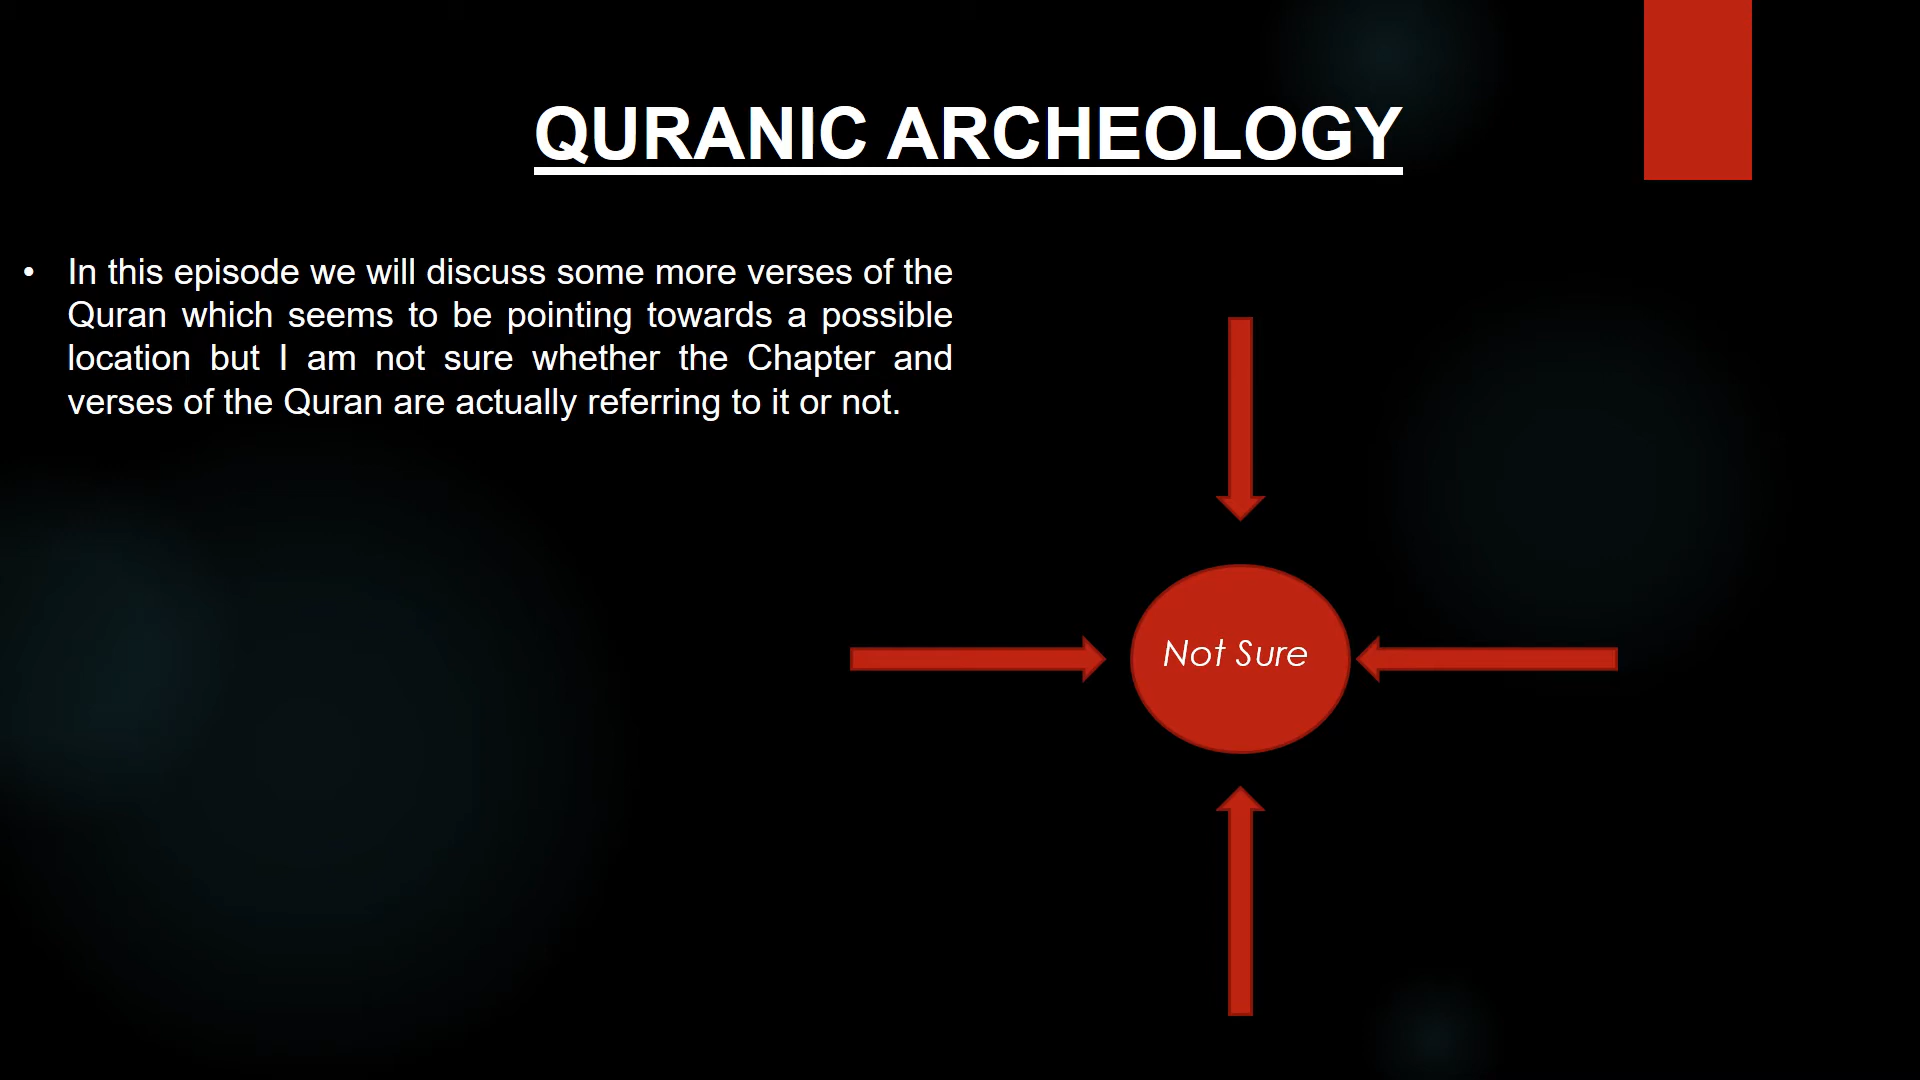 QURANIC ARCHEOLOGY
• In this episode we will discuss some more verses of the
Quran which seems to be pointing towards a possible
location but I am not sure whether the Chapter and
verses of the Quran are actually referring to it or not.
Not Sure